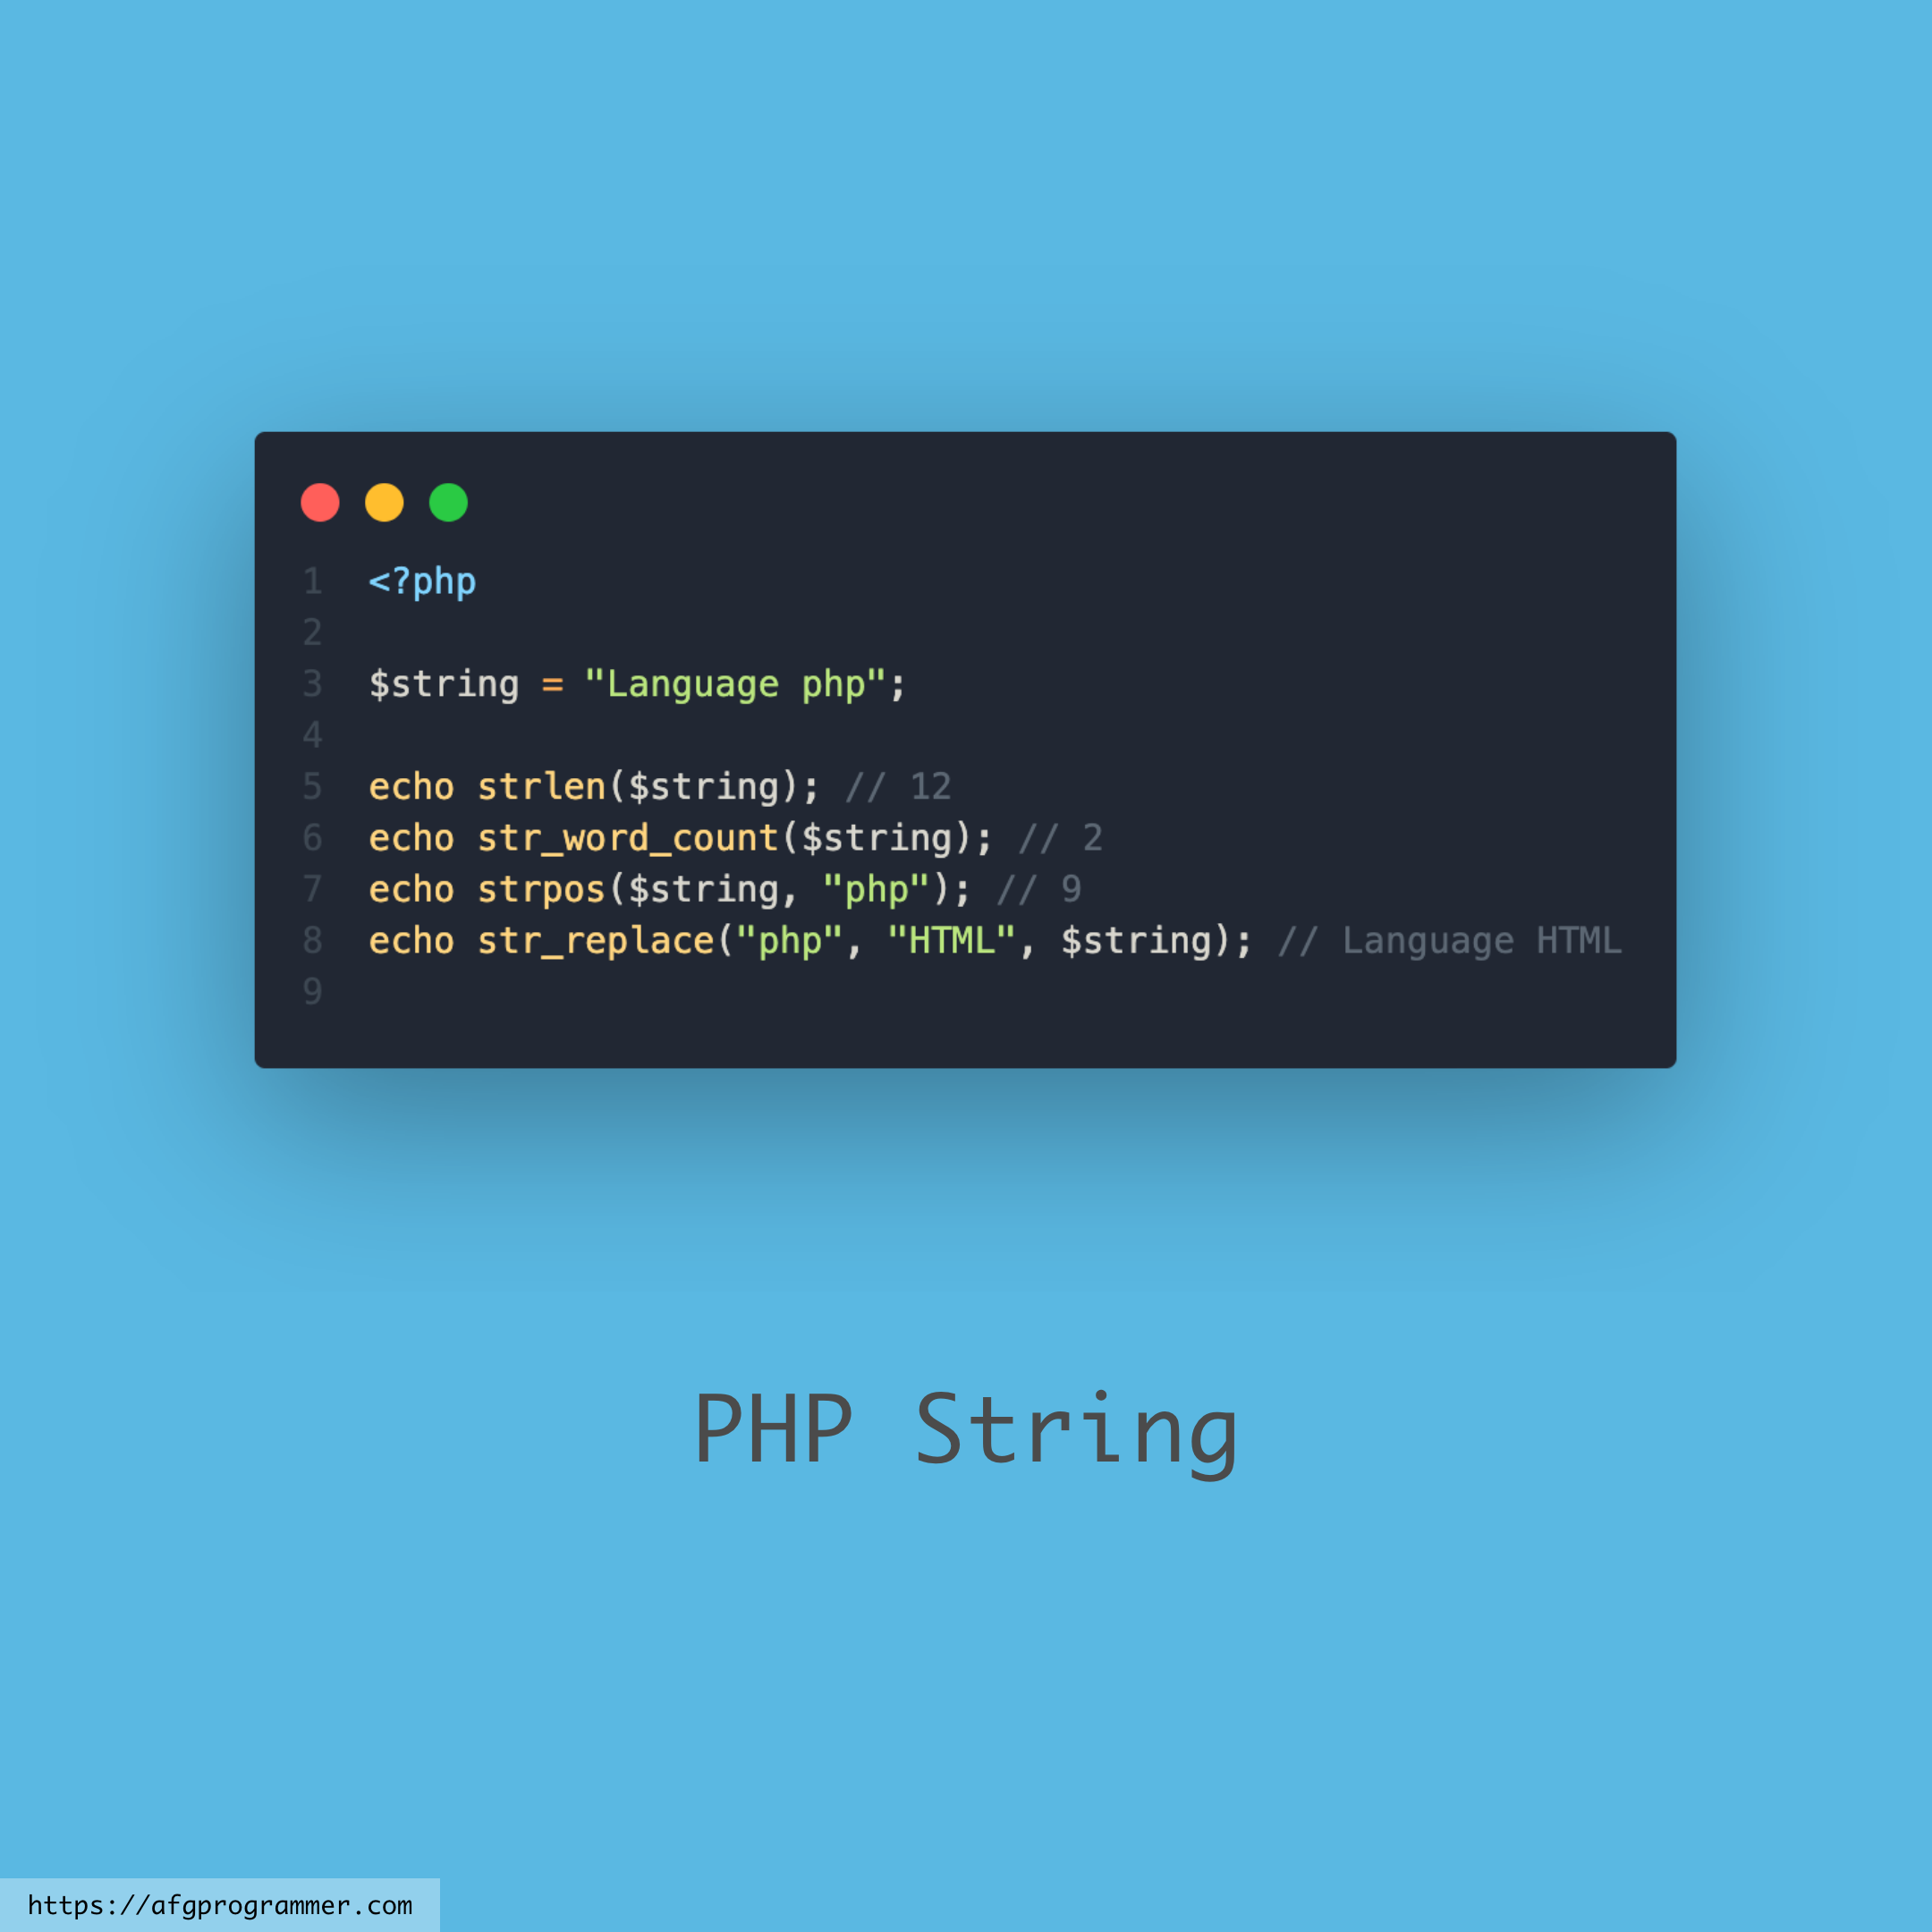 1 <?php
2
3 $string = "Language php";
4
5 echo strlen($string); // 12
6 echo str_word_count($string); // 2
7 echo strpos($string, "php"); // 9
8 echo str_replace("php", "HTML", $string); // Language HTML
9
PHP String
https://afgprogrammer.com